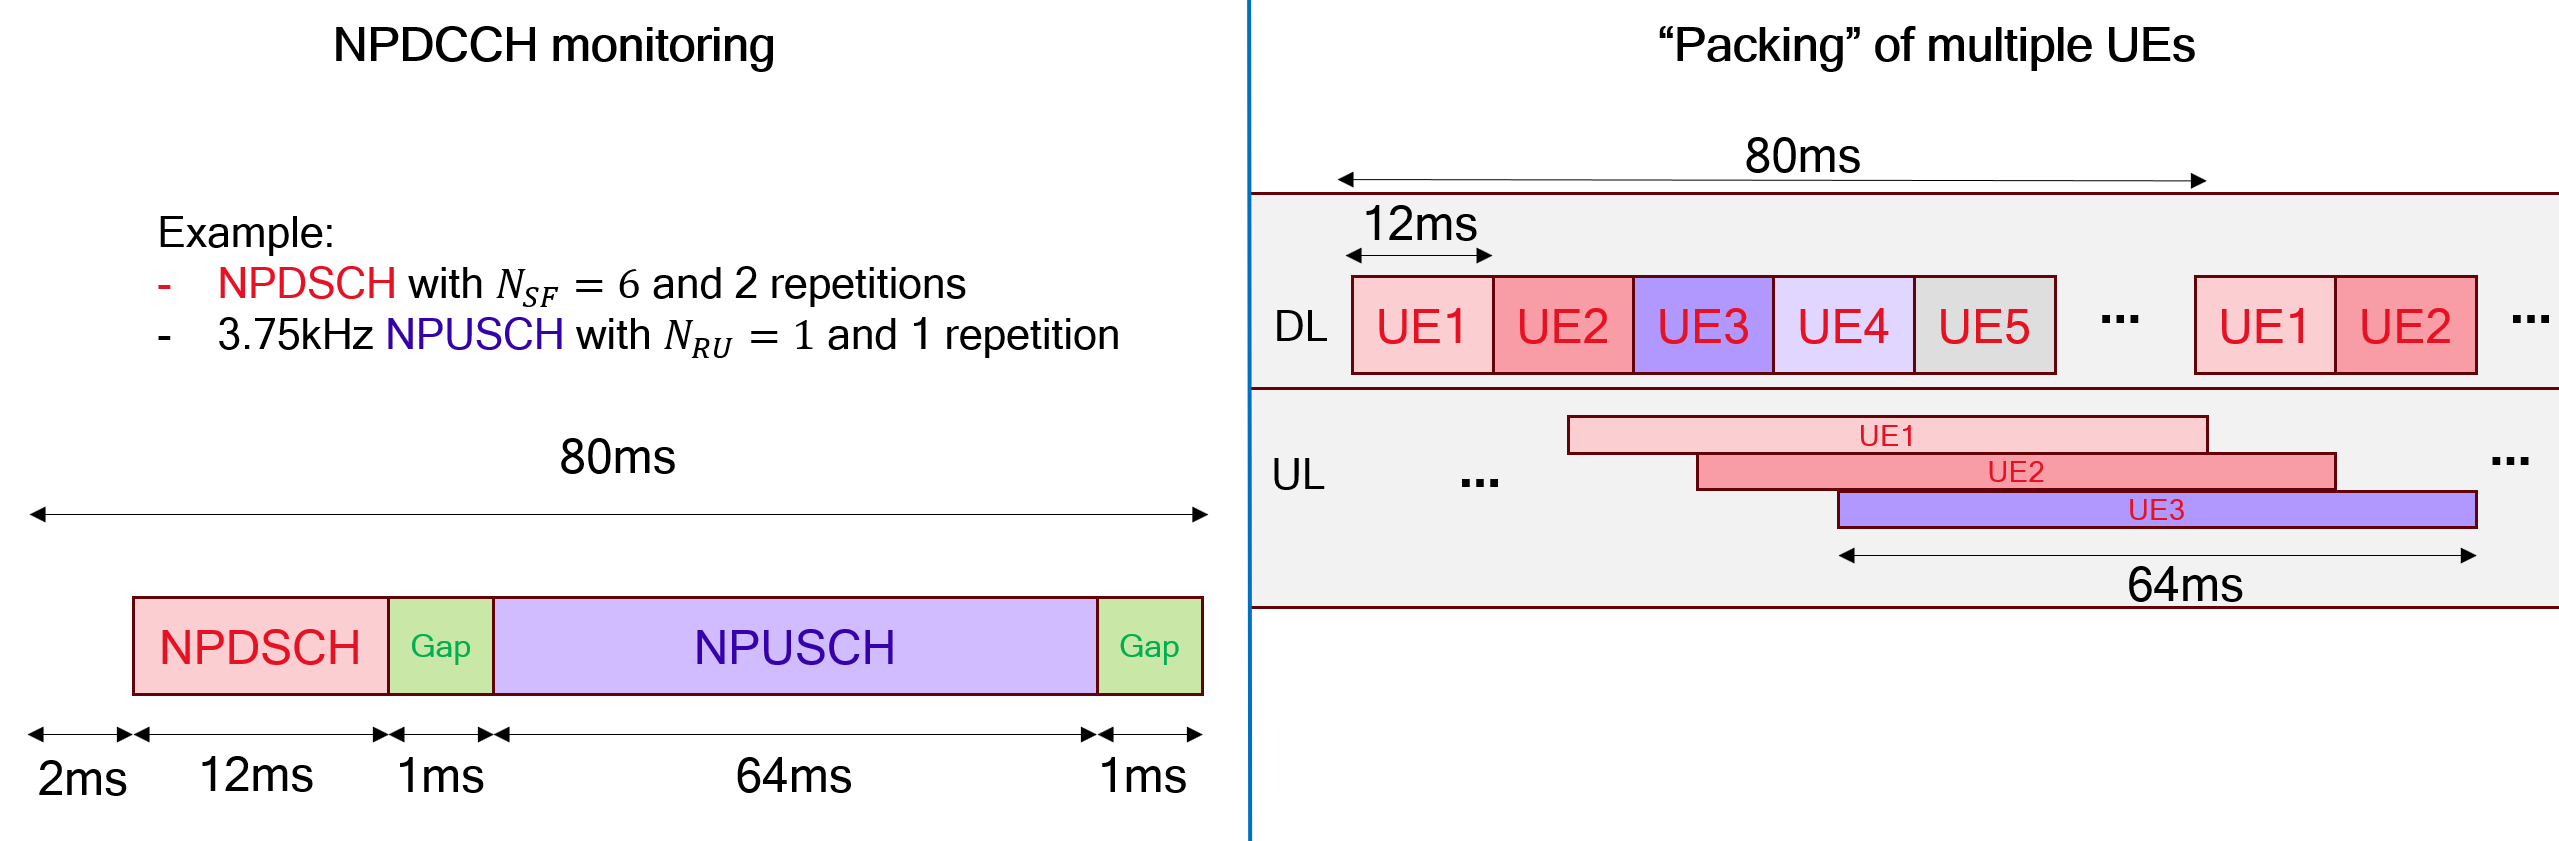 NPDCCH monitoring
Example:
- NPDSCH with N_SF = 6 and 2 repetitions
- 3.75kHz NPUSCH with N_RU = 1 and 1 repetition
80ms
NPDSCH
Gap
NPUSCH
Gap
2ms
12ms
1ms
64ms
1ms
“Packing” of multiple UEs
80ms
12ms
DL
UE1
UE2
UE3
UE4
UE5
...
UE1
UE2
...
UL
...
UE1
UE2
UE3
...
64ms